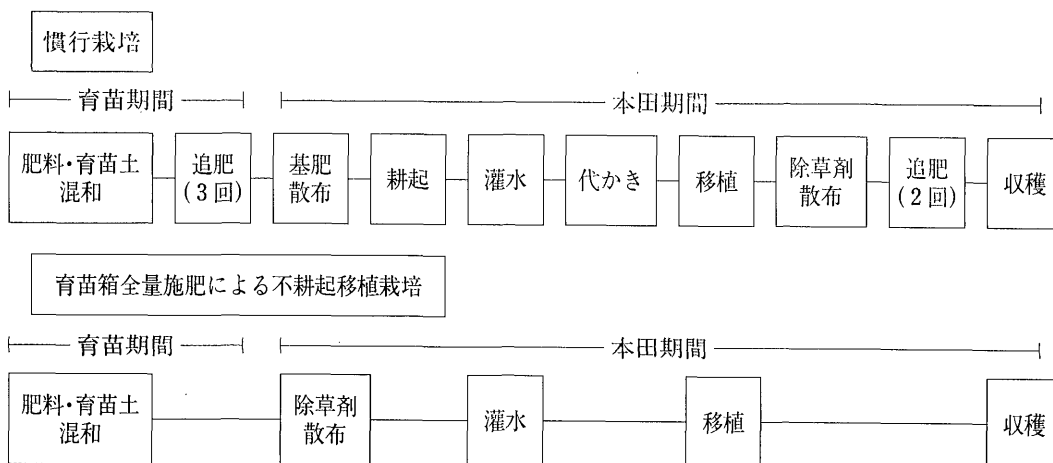 慣行栽培
育苗期間
本田期間
肥料・育苗土
混和
追肥
(3回)
基肥
散布
耕起
灌水
代かき
移植
除草剤
散布
追肥
(2回)
収穫
育苗箱全量施肥による不耕起移植栽培
育苗期間
本田期間
肥料・育苗土
混和
除草剤
散布
灌水
移植
収穫